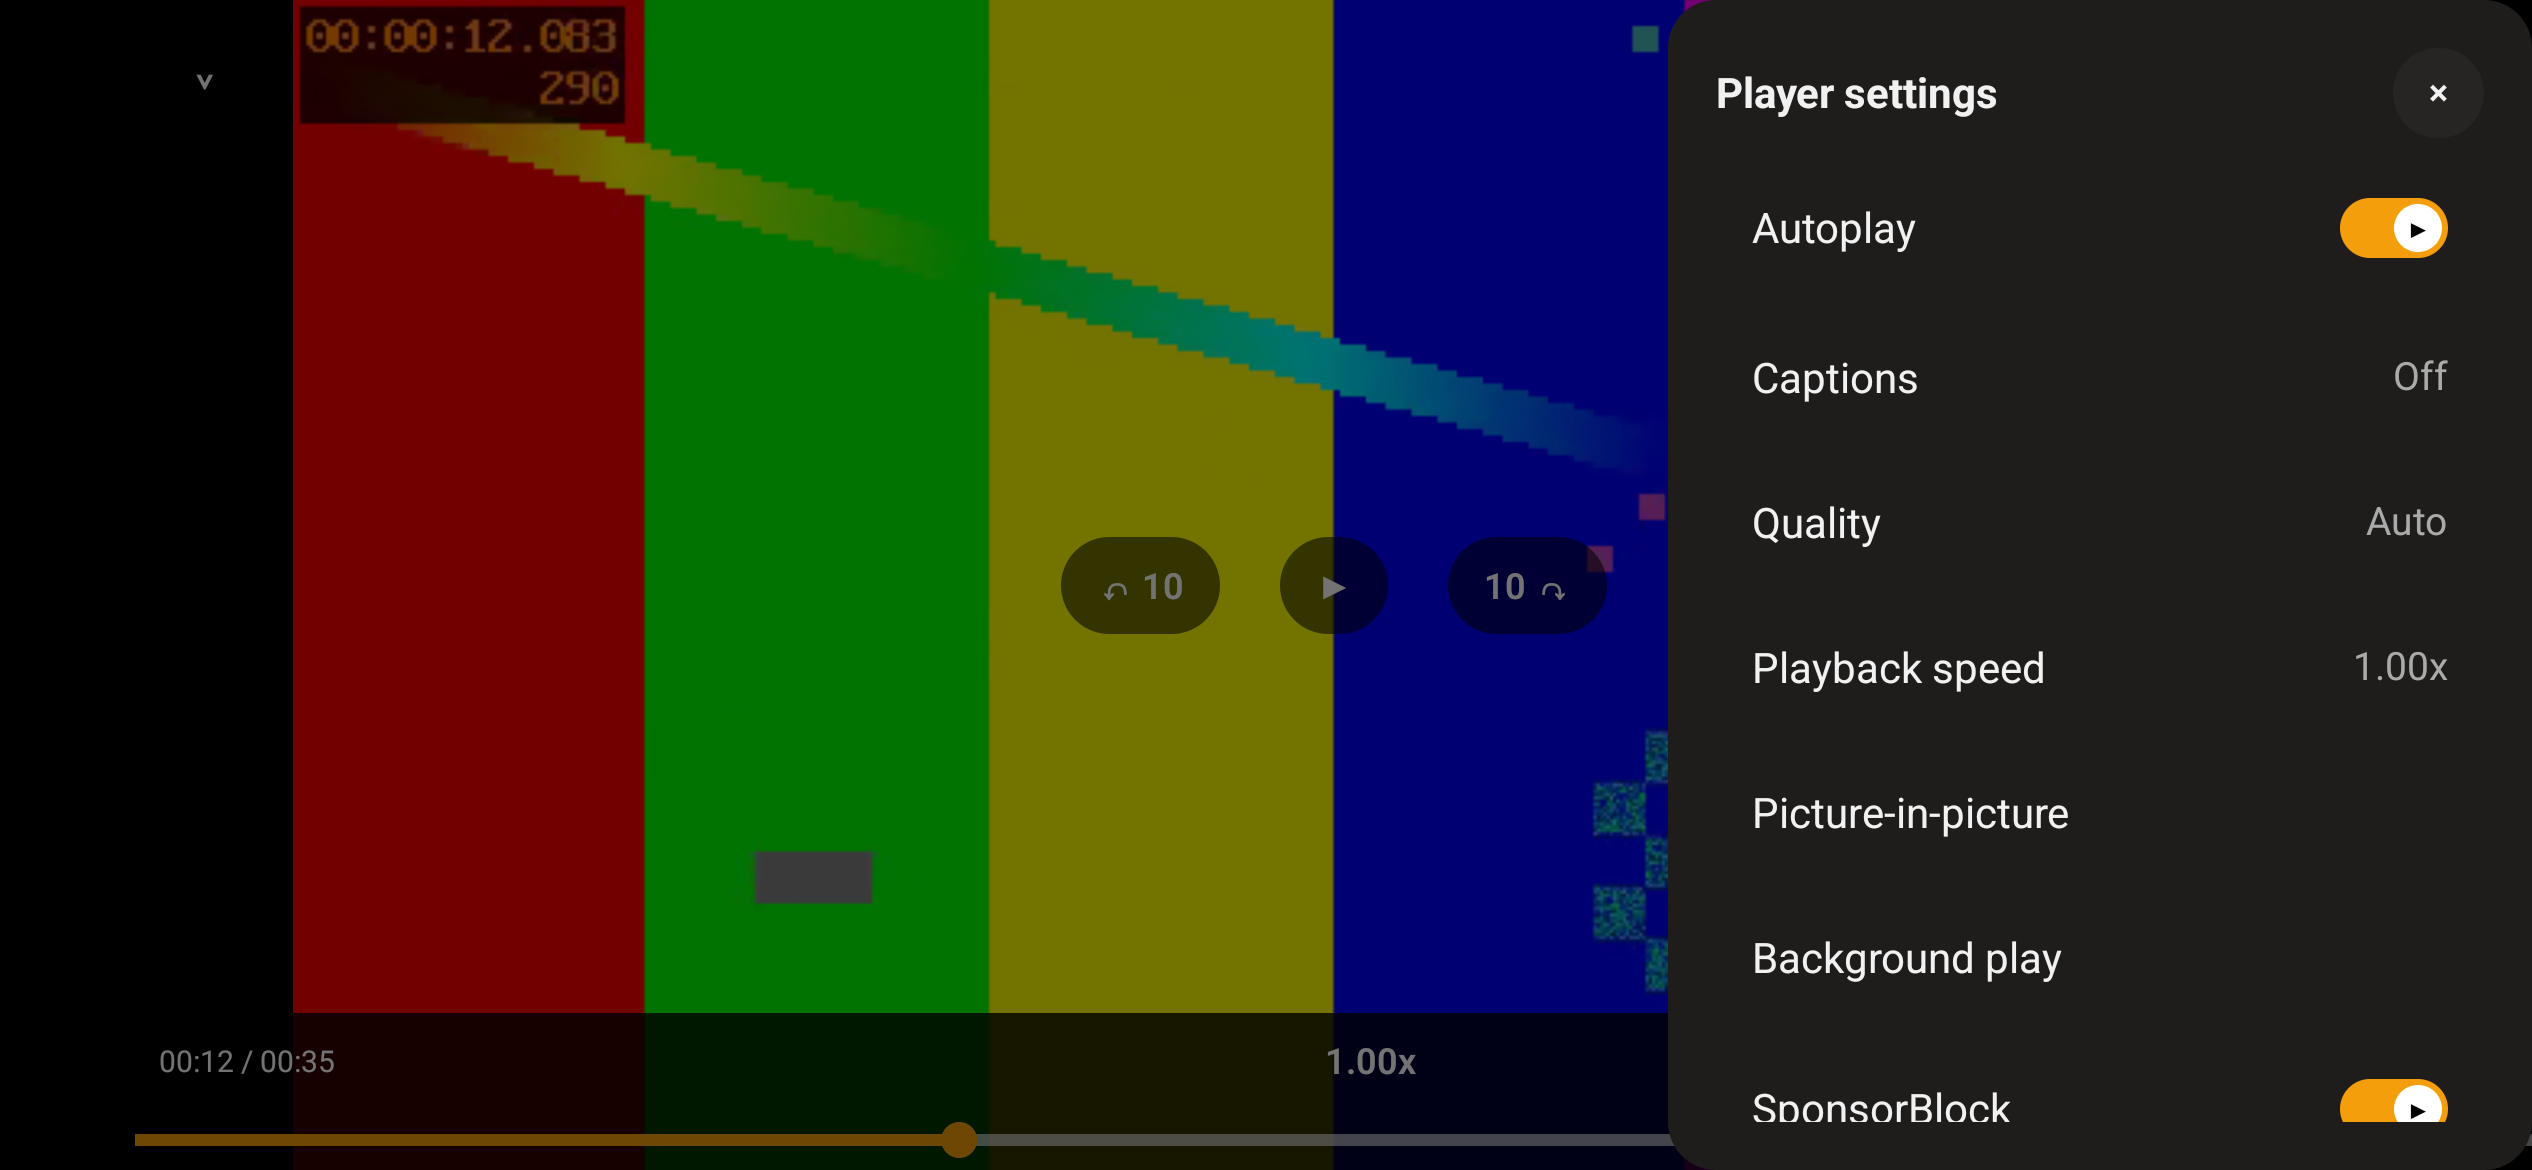 00:00:12.083
290
˅
Player settings
×
Autoplay
Captions Off
Quality Auto
Playback speed 1.00x
Picture-in-picture
Background play
SponsorBlock
10
10
00:12 / 00:35
1.00x